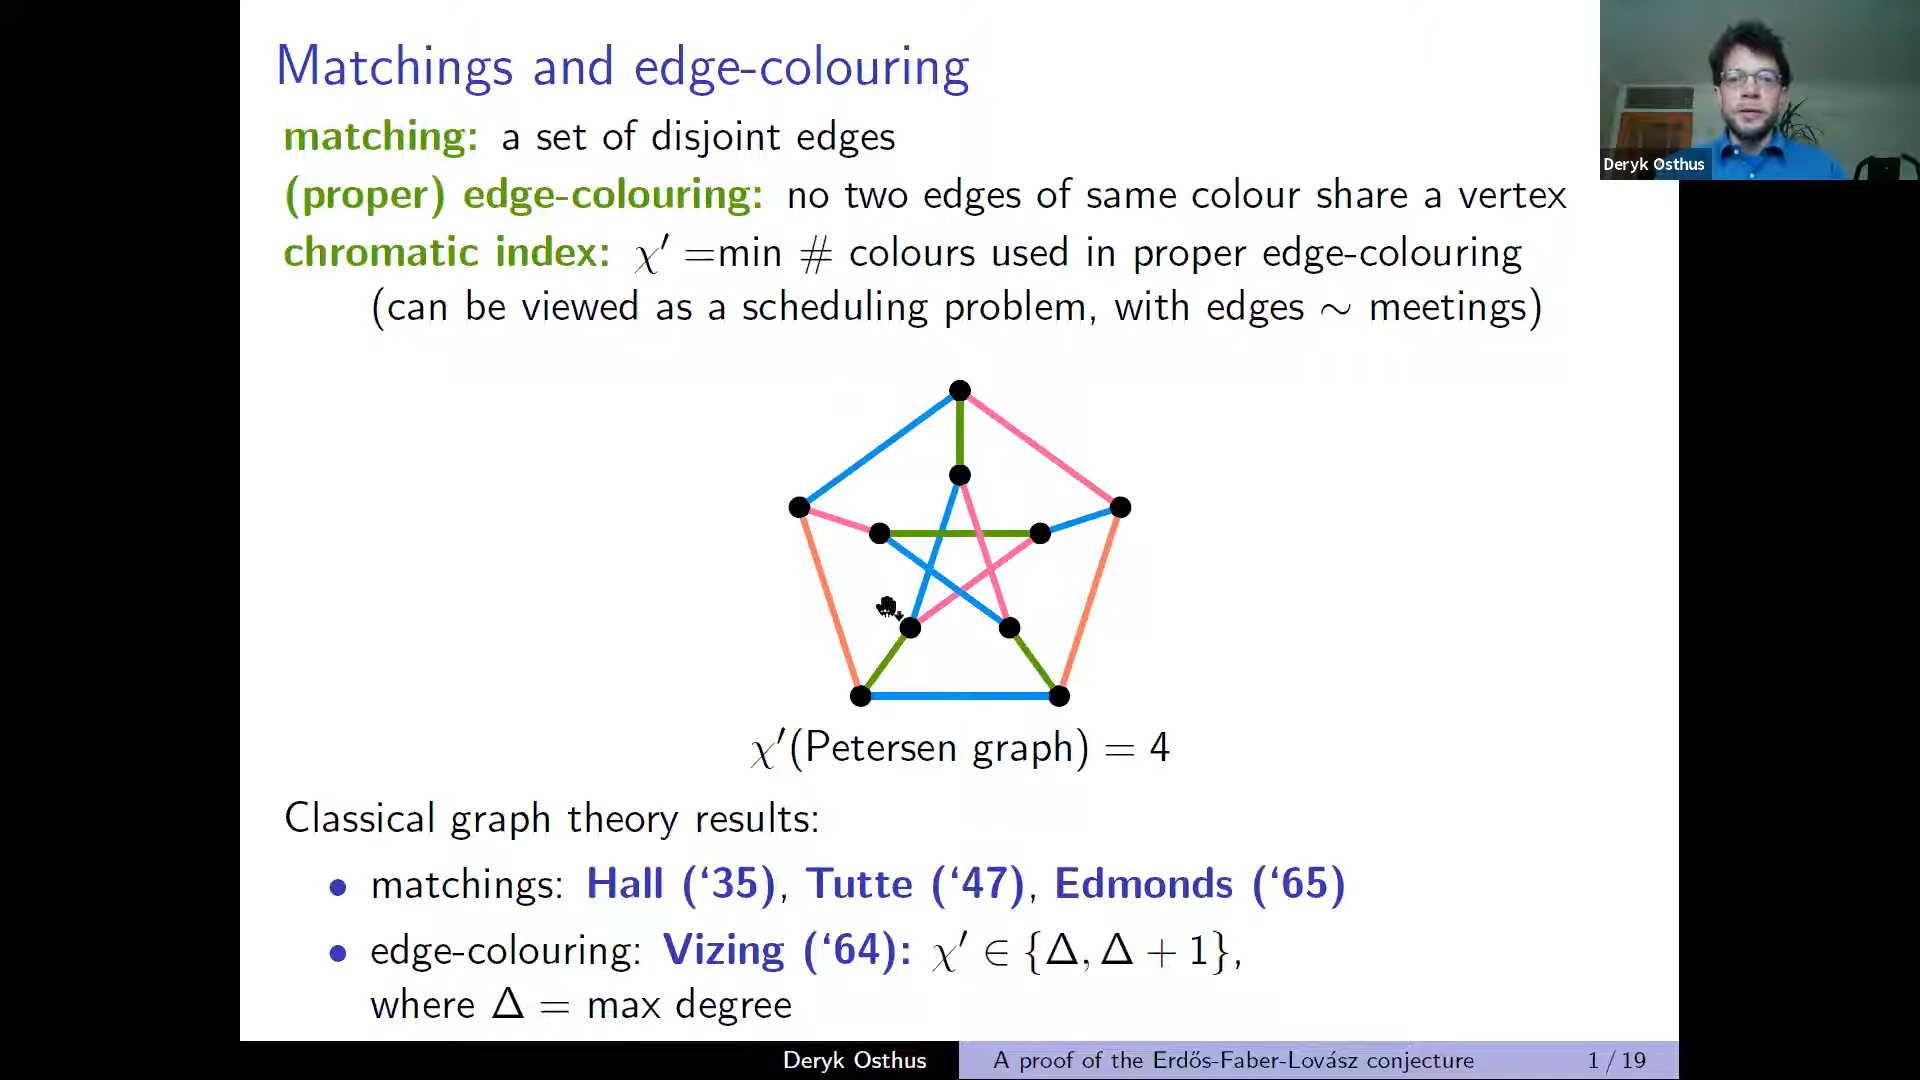 Matchings and edge-colouring
matching: a set of disjoint edges
(proper) edge-colouring: no two edges of same colour share a vertex
chromatic index: χ′ =min # colours used in proper edge-colouring
(can be viewed as a scheduling problem, with edges ∼ meetings)
Deryk Osthus
χ′(Petersen graph) = 4
Classical graph theory results:
• matchings: Hall (‘35), Tutte (‘47), Edmonds (‘65)
• edge-colouring: Vizing (‘64): χ′ ∈ {Δ, Δ + 1},
where Δ = max degree
Deryk Osthus A proof of the Erdős-Faber-Lovász conjecture 1 / 19